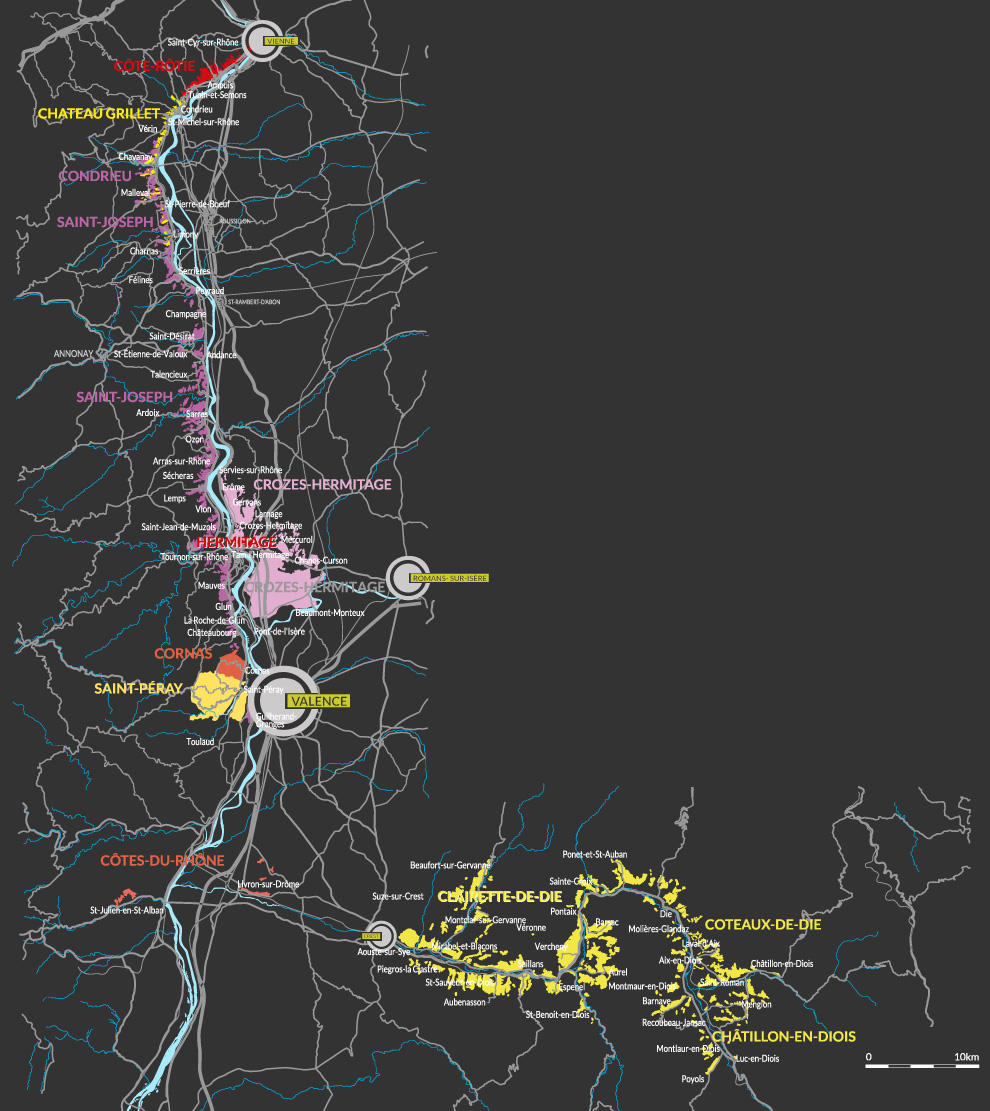 VIENNE
Saint-Cyr-sur-Rhône
CÔTE-RÔTIE
Ampuis
Tupin-et-Semons
Condrieu
CHATEAU GRILLET
St-Michel-sur-Rhône
Vérin
Chavanay
CONDRIEU
Malleval
St-Pierre-de-Bœuf
SAINT-JOSEPH
ROUSSILLON
Limony
Charnas
Serrières
Félines
Peyraud
ST-RAMBERT-D'ABON
Champagne
Saint-Désirat
ANNONAY
St-Étienne-de-Valoux
Andance
Talencieux
SAINT-JOSEPH
Ardoix
Sarras
Ozon
Arras-sur-Rhône
Servies-sur-Rhône
Sécheras
CROZES-HERMITAGE
Erôme
Lemps
Gervans
Vion
Larnage
Saint-Jean-de-Muzols
Crozes-Hermitage
HERMITAGE
Mercurol
Tournon-sur-Rhône
Tain-l'Hermitage
Chanos-Curson
ROMANS- SUR-ISÈRE
Mauves
CROZES-HERMITAGE
Glun
Beaumont-Monteux
La Roche-de-Glun
Châteaubourg
Pont-de-l'Isère
CORNAS
Cornas
SAINT-PÉRAY
Saint-Péray
VALENCE
Guilherand-
Granges
Toulaud
CÔTES-DU-RHÔNE
Livron-sur-Drôme
St-Julien-en-St-Alban
Ponet-et-St-Auban
Beaufort-sur-Gervanne
Sainte-Croix
Suze-sur-Crest
CLAIRETTE-DE-DIE
Pontaix
Die
Montclar-sur-Gervanne
Barsac
COTEAUX-DE-DIE
Véronne
Molières-Glandaz
CREST
Mirabel-et-Blacons
Vercheny
Laval-d'Aix
Aouste-sur-Sye
Saillans
Aix-en-Diois
Châtillon-en-Diois
Piegros-la Clastre
Aurel
St-Sauveur-en-Diois
Espenel
Montmaur-en-Diois
Saint-Roman
Aubenasson
Barnave
Menglon
St-Benoit-en-Diois
Recoubeau-Jansac
CHÂTILLON-EN-DIOIS
Montlaur-en-Diois
Luc-en-Diois
Poyols
0 10km